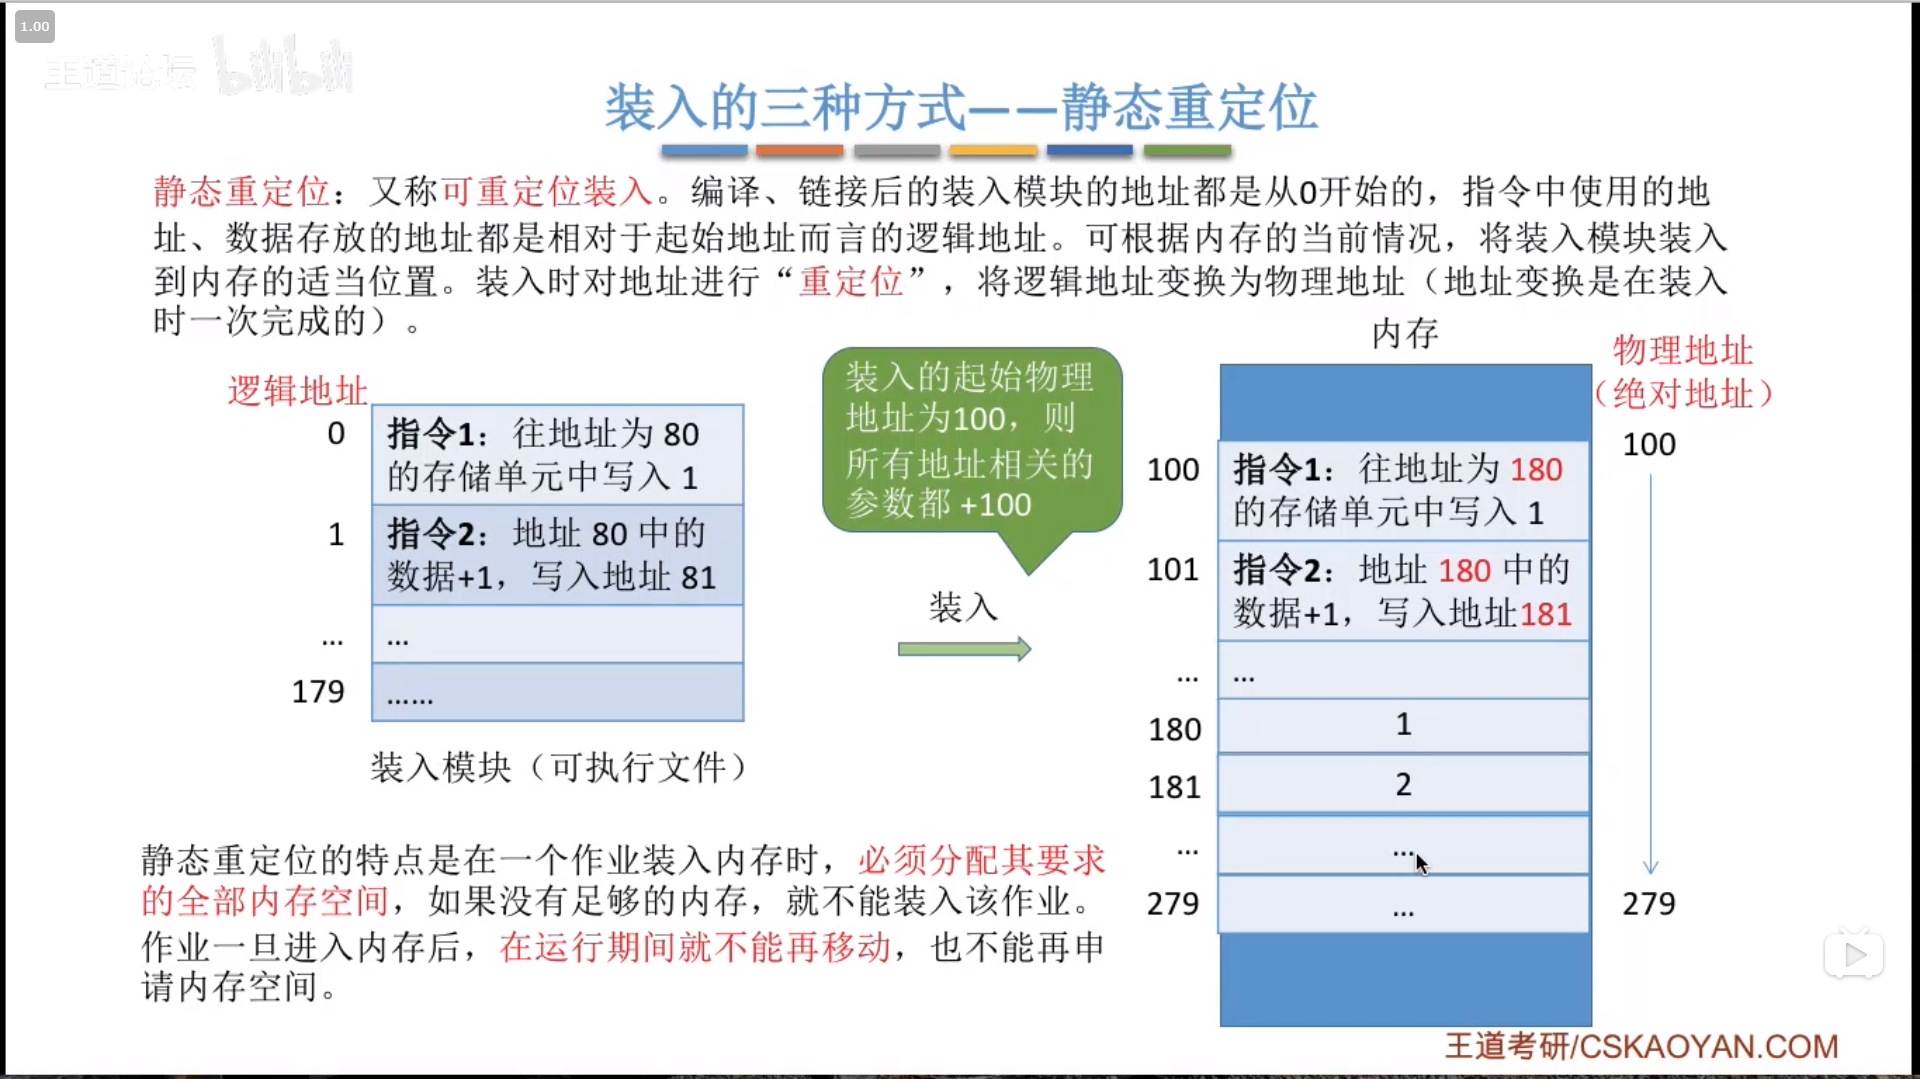 1.00
王道论坛 bilibili
装入的三种方式——静态重定位
静态重定位：又称可重定位装入。编译、链接后的装入模块的地址都是从0开始的，指令中使用的地
址、数据存放的地址都是相对于起始地址而言的逻辑地址。可根据内存的当前情况，将装入模块装入
到内存的适当位置。装入时对地址进行“重定位”，将逻辑地址变换为物理地址（地址变换是在装入
时一次完成的）。
逻辑地址
0
指令1：往地址为 80
的存储单元中写入 1
1
指令2：地址 80 中的
数据+1，写入地址 81
...
...
179
......
装入模块（可执行文件）
装入的起始物理
地址为100，则
所有地址相关的
参数都 +100
装入
内存
物理地址
（绝对地址）
100
指令1：往地址为 180
的存储单元中写入 1
101
指令2：地址 180 中的
数据+1，写入地址181
...
...
180
1
181
2
...
...
279
...
100
279
静态重定位的特点是在一个作业装入内存时，必须分配其要求
的全部内存空间，如果没有足够的内存，就不能装入该作业。
作业一旦进入内存后，在运行期间就不能再移动，也不能再申
请内存空间。
王道考研/CSKAOYAN.COM